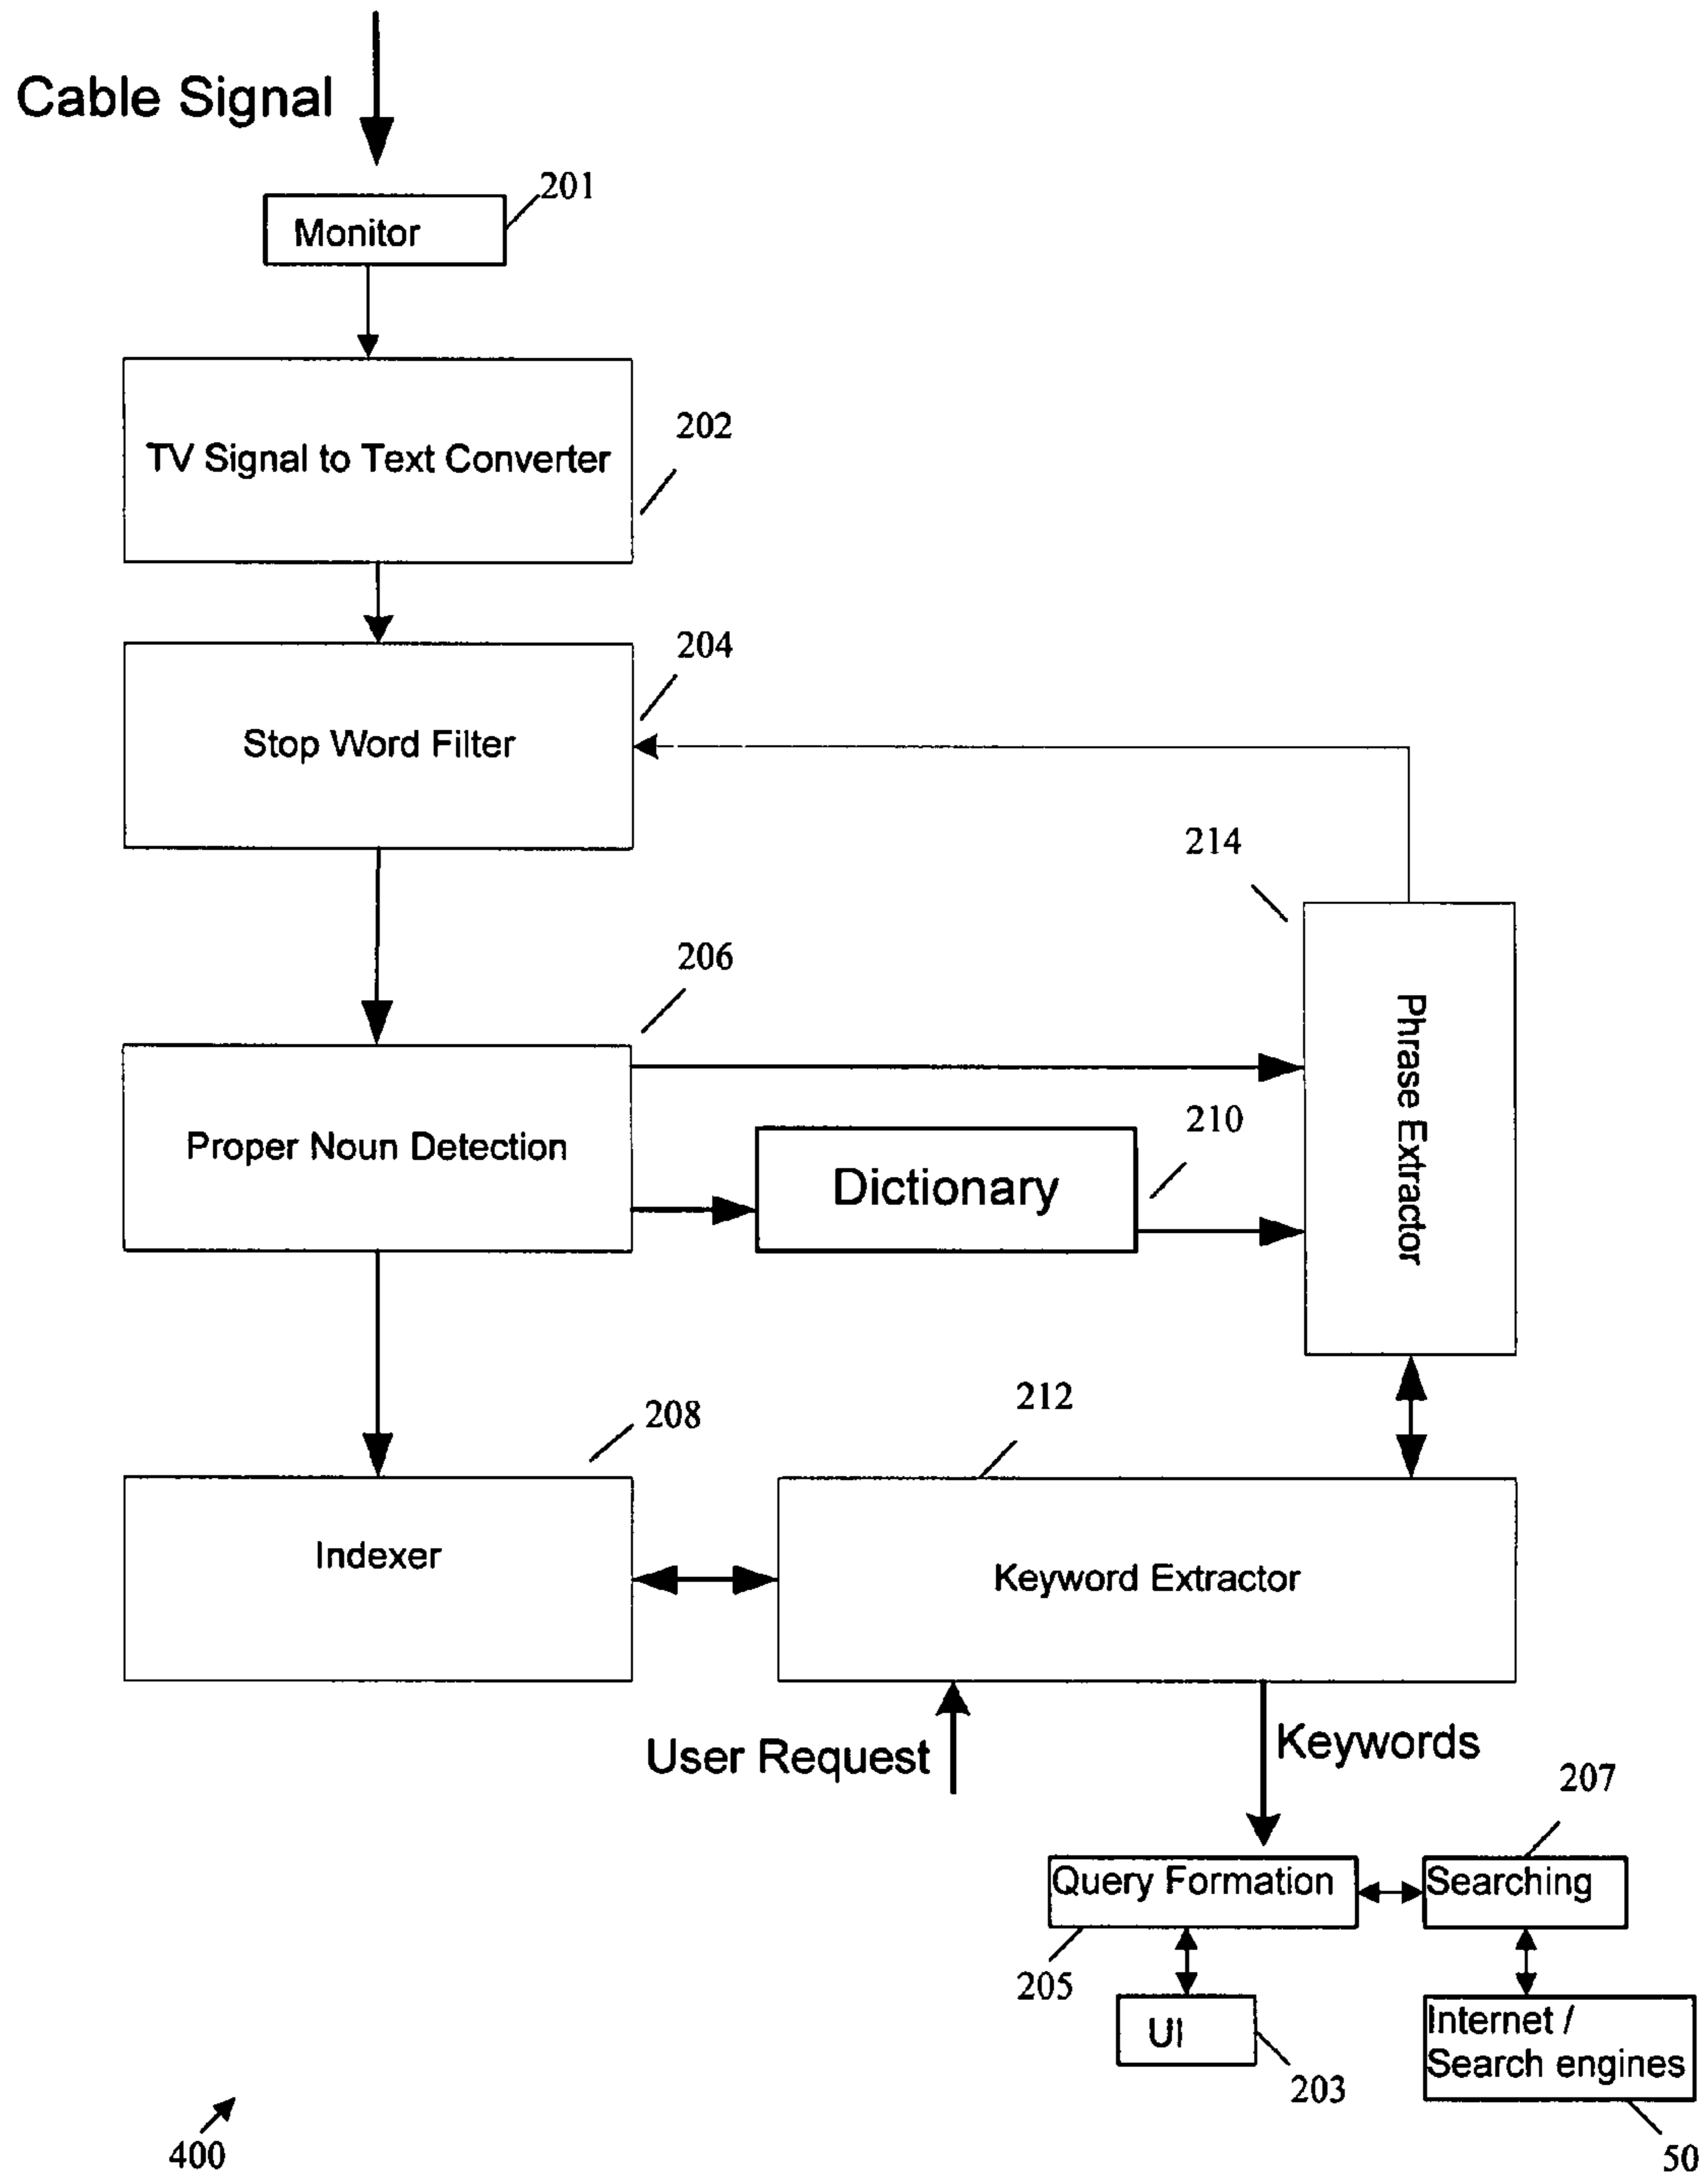 Cable Signal
201
Monitor
202
TV Signal to Text Converter
204
Stop Word Filter
214
206
Phrase Extractor
210
Proper Noun Detection
Dictionary
212
208
Indexer
Keyword Extractor
User Request
Keywords
207
Query Formation
Searching
205
UI
Internet /
Search engines
203
400
50